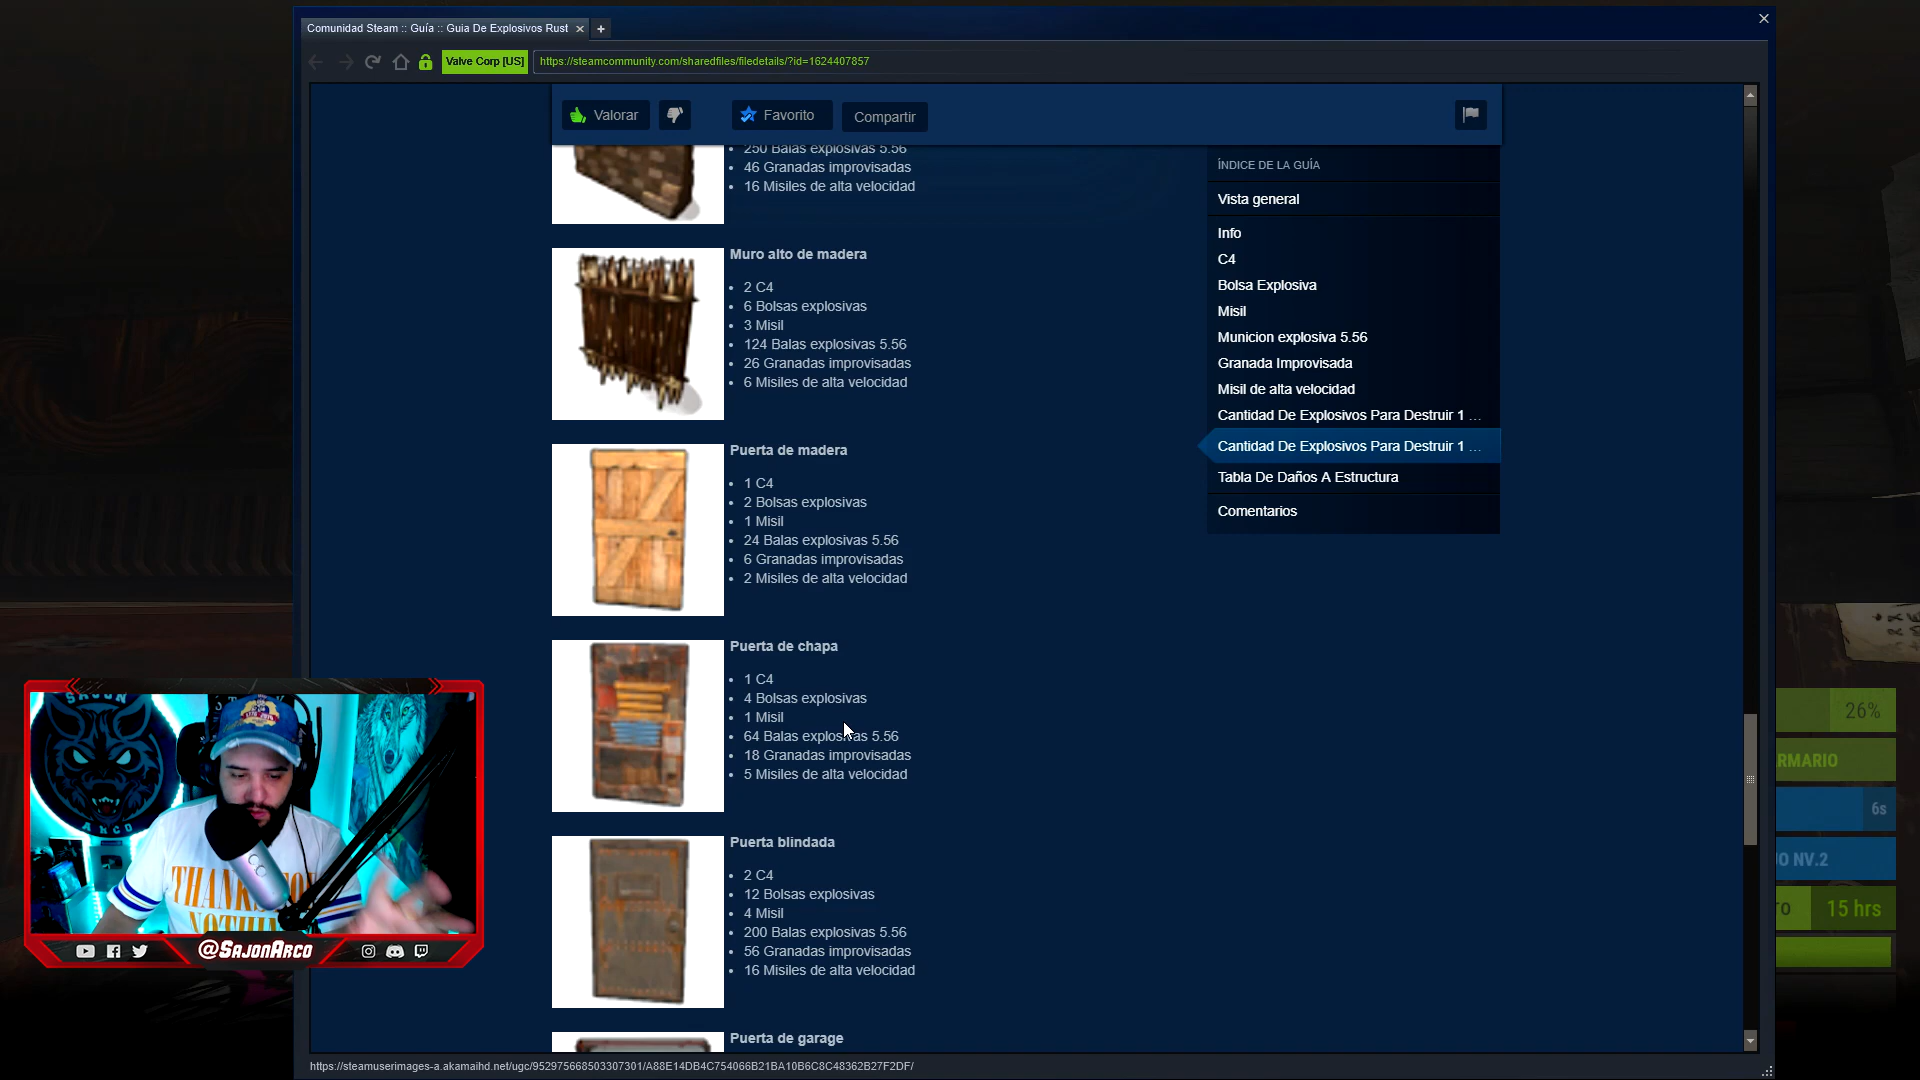 Comunidad Steam :: Guía :: Guia De Explosivos Rust
Valve Corp [US]
https://steamcommunity.com/sharedfiles/filedetails/?id=1624407857
Valorar
Favorito
Compartir
250 Balas explosivas 5.56
46 Granadas improvisadas
16 Misiles de alta velocidad
Muro alto de madera
2 C4
6 Bolsas explosivas
3 Misil
124 Balas explosivas 5.56
26 Granadas improvisadas
6 Misiles de alta velocidad
Puerta de madera
1 C4
2 Bolsas explosivas
1 Misil
24 Balas explosivas 5.56
6 Granadas improvisadas
2 Misiles de alta velocidad
Puerta de chapa
1 C4
4 Bolsas explosivas
1 Misil
64 Balas explosivas 5.56
18 Granadas improvisadas
5 Misiles de alta velocidad
Puerta blindada
2 C4
12 Bolsas explosivas
4 Misil
200 Balas explosivas 5.56
56 Granadas improvisadas
16 Misiles de alta velocidad
Puerta de garage
ÍNDICE DE LA GUÍA
Vista general
Info
C4
Bolsa Explosiva
Misil
Municion explosiva 5.56
Granada Improvisada
Misil de alta velocidad
Cantidad De Explosivos Para Destruir 1 ...
Cantidad De Explosivos Para Destruir 1 ...
Tabla De Daños A Estructura
Comentarios
26%
RMARIO
6s
JO NV.2
TO
15 hrs
SAJON
ARCO
THANKS FOR
NOTHIN
@SAJONARCO
https://steamuserimages-a.akamaihd.net/ugc/952975668503307301/A88E14DB4C754066B21BA10B6C8C48362B27F2DF/